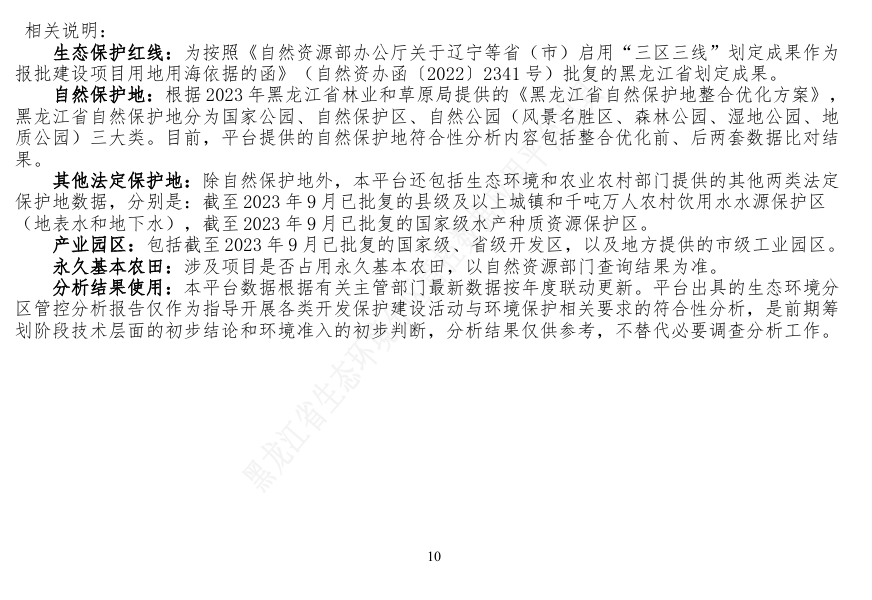 相关说明：
生态保护红线：为按照《自然资源部办公厅关于辽宁等省（市）启用“三区三线”划定成果作为
报批建设项目用地用海依据的函》（自然资办函〔2022〕2341 号）批复的黑龙江省划定成果。
自然保护地：根据 2023 年黑龙江省林业和草原局提供的《黑龙江省自然保护地整合优化方案》，
黑龙江省自然保护地分为国家公园、自然保护区、自然公园（风景名胜区、森林公园、湿地公园、地
质公园）三大类。目前，平台提供的自然保护地符合性分析内容包括整合优化前、后两套数据比对结
果。
其他法定保护地：除自然保护地外，本平台还包括生态环境和农业农村部门提供的其他两类法定
保护地数据，分别是：截至 2023 年 9 月已批复的县级及以上城镇和千吨万人农村饮用水水源保护区
（地表水和地下水），截至 2023 年 9 月已批复的国家级水产种质资源保护区。
产业园区：包括截至 2023 年 9 月已批复的国家级、省级开发区，以及地方提供的市级工业园区。
永久基本农田：涉及项目是否占用永久基本农田，以自然资源部门查询结果为准。
分析结果使用：本平台数据根据有关主管部门最新数据按年度联动更新。平台出具的生态环境分
区管控分析报告仅作为指导开展各类开发保护建设活动与环境保护相关要求的符合性分析，是前期筹
划阶段技术层面的初步结论和环境准入的初步判断，分析结果仅供参考，不替代必要调查分析工作。
黑龙江省生态环境
10